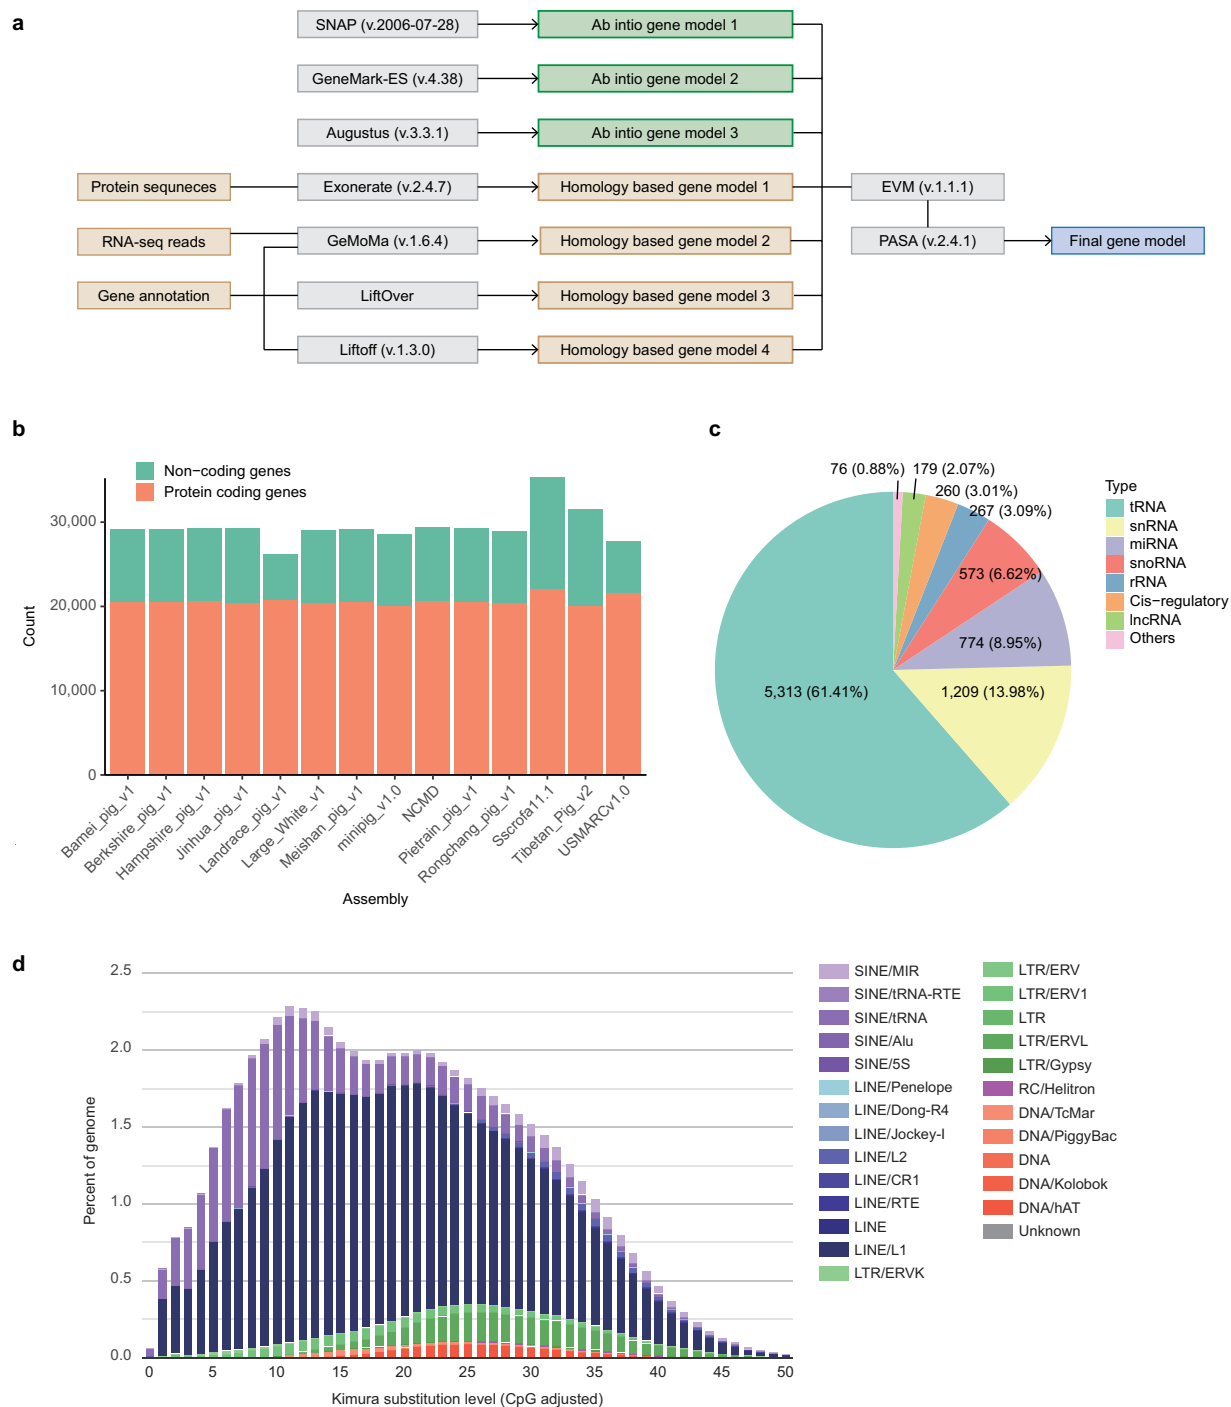 a
SNAP (v.2006-07-28)
Ab intio gene model 1
GeneMark-ES (v.4.38)
Ab intio gene model 2
Augustus (v.3.3.1)
Ab intio gene model 3
Protein sequneces
Exonerate (v.2.4.7)
Homology based gene model 1
EVM (v.1.1.1)
RNA-seq reads
GeMoMa (v.1.6.4)
Homology based gene model 2
PASA (v.2.4.1)
Final gene model
Gene annotation
LiftOver
Homology based gene model 3
Liftoff (v.1.3.0)
Homology based gene model 4
b
Non-coding genes
Protein coding genes
30,000
20,000
10,000
0
Count
Bamei_pig_v1
Berkshire_pig_v1
Hampshire_pig_v1
Jinhua_pig_v1
Landrace_pig_v1
Large_White_v1
Meishan_pig_v1
minipig_v1.0
NCMD
Pietrain_pig_v1
Rongchang_pig_v1
Sscrofa11.1
Tibetan_Pig_v2
USMARCv1.0
Assembly
c
76 (0.88%)
179 (2.07%)
260 (3.01%)
267 (3.09%)
573 (6.62%)
774 (8.95%)
1,209 (13.98%)
5,313 (61.41%)
Type
tRNA
snRNA
miRNA
snoRNA
rRNA
Cis−regulatory
lncRNA
Others
d
2.5
2.0
1.5
1.0
0.5
0.0
Percent of genome
0
5
10
15
20
25
30
35
40
45
50
Kimura substitution level (CpG adjusted)
SINE/MIR
SINE/tRNA-RTE
SINE/tRNA
SINE/Alu
SINE/5S
LINE/Penelope
LINE/Dong-R4
LINE/Jockey-I
LINE/L2
LINE/CR1
LINE/RTE
LINE
LINE/L1
LTR/ERVK
LTR/ERV
LTR/ERV1
LTR
LTR/ERVL
LTR/Gypsy
RC/Helitron
DNA/TcMar
DNA/PiggyBac
DNA
DNA/Kolobok
DNA/hAT
Unknown